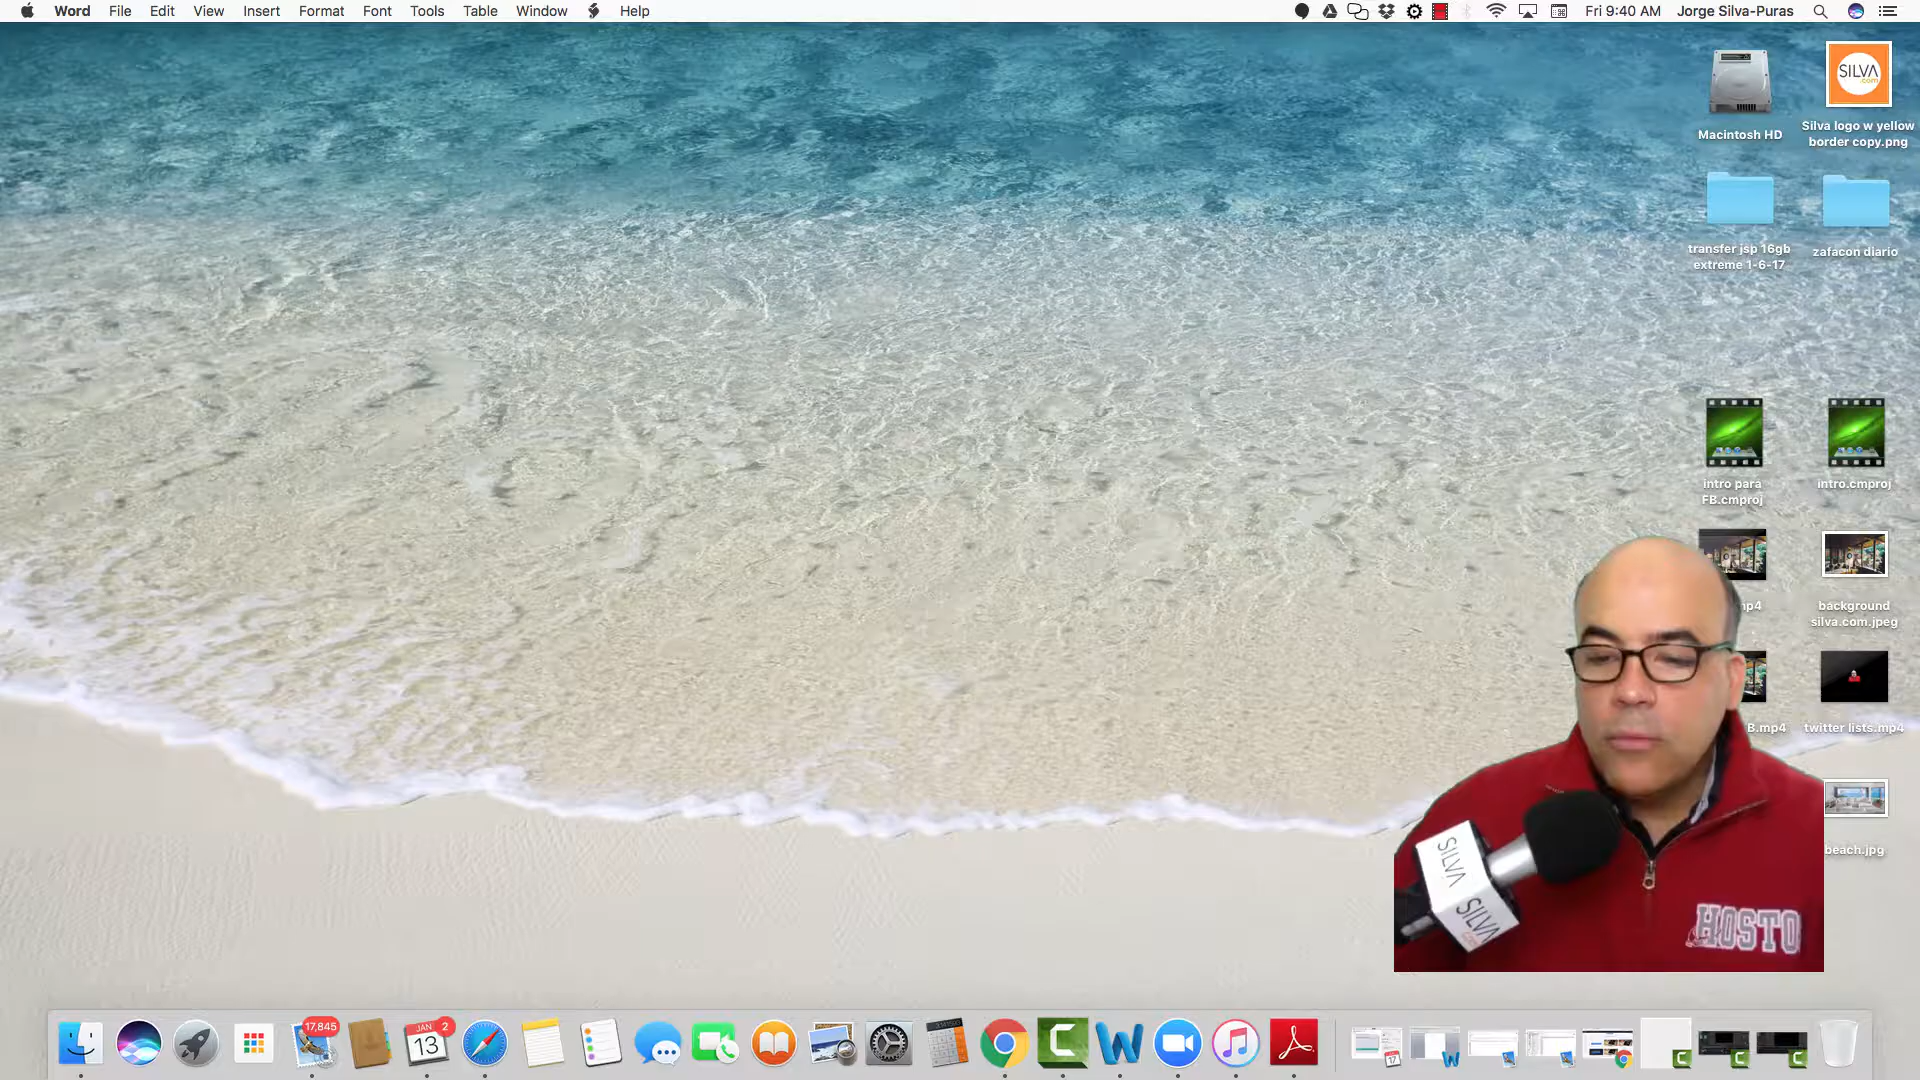 Word File Edit View Insert Format Font Tools Table Window Help
Fri 9:40 AM Jorge Silva-Puras
SILVA
com
Macintosh HD
Silva logo w yellow
border copy.png
transfer jsp 16gb
extreme 1-6-17
zafacon diario
intro para
FB.cmproj
intro.cmproj
mp4
background
silva.com.jpeg
B.mp4
twitter lists.mp4
beach.jpg
SILVA
SILVA
HOSTO
17,845
JAN
13
2
17